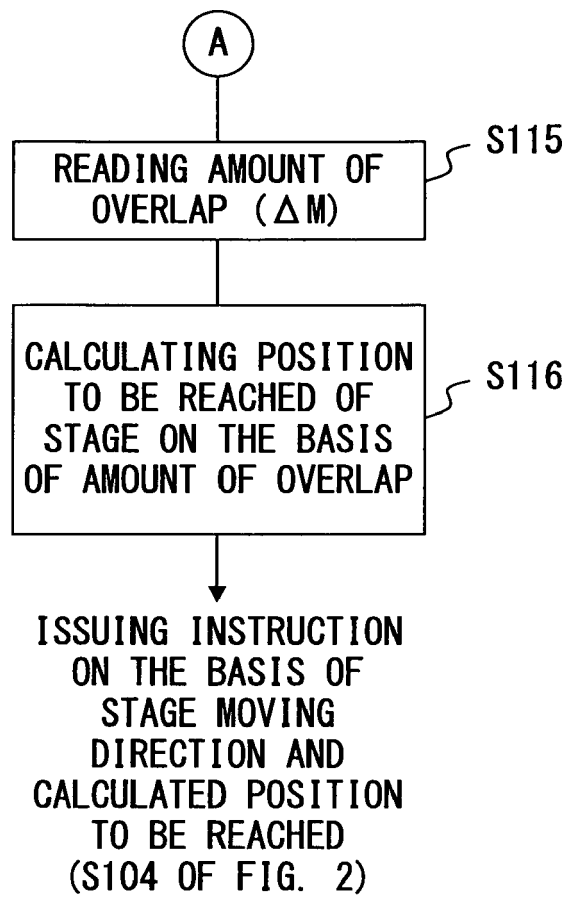 A
S115
READING AMOUNT OF
OVERLAP (ΔM)
S116
CALCULATING POSITION
TO BE REACHED OF
STAGE ON THE BASIS
OF AMOUNT OF OVERLAP
ISSUING INSTRUCTION
ON THE BASIS OF
STAGE MOVING
DIRECTION AND
CALCULATED POSITION
TO BE REACHED
(S104 OF FIG. 2)